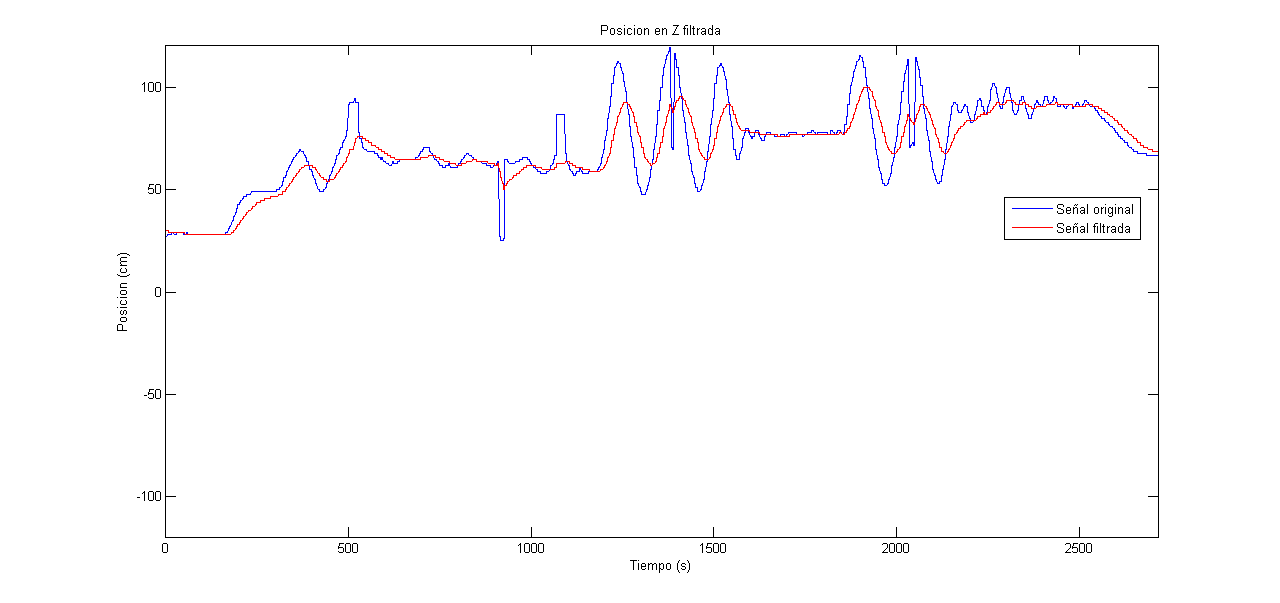 Posicion en Z filtrada
100
50
0
-50
-100
Posicion (cm)
Señal original
Señal filtrada
0
500
1000
1500
2000
2500
Tiempo (s)